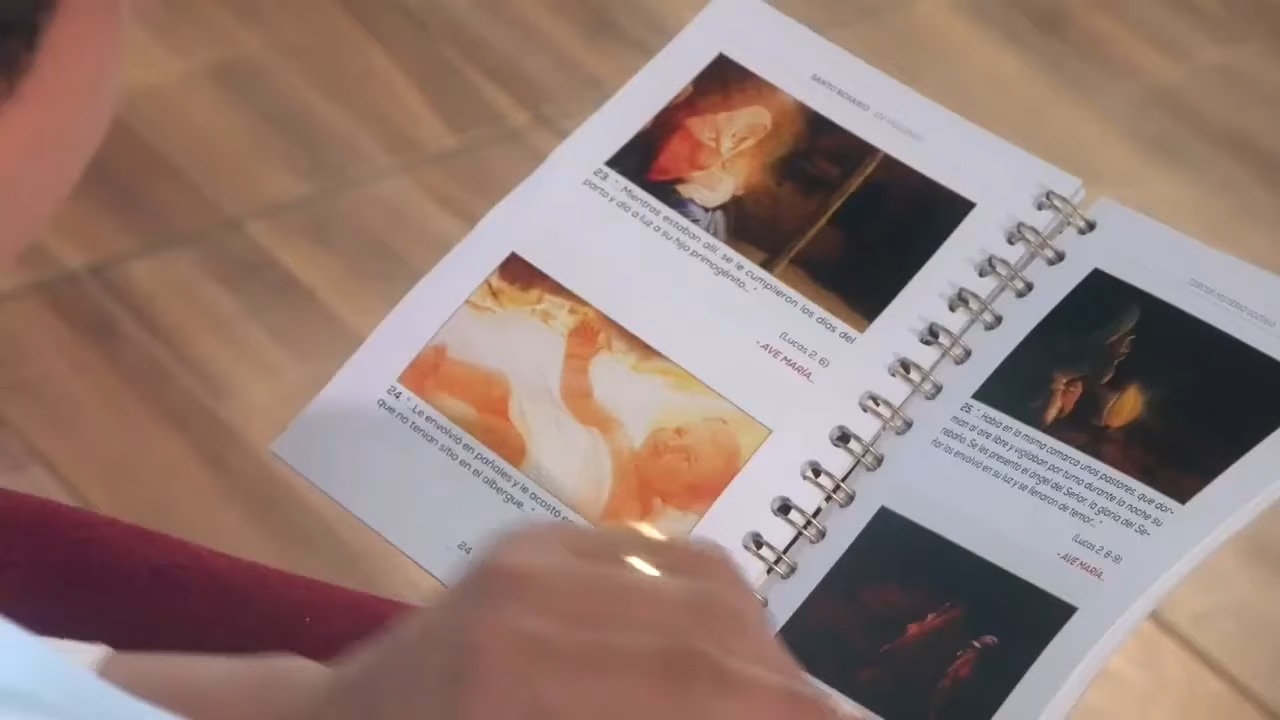 SANTO ROSARIO
23. "...Mientras estaban allí, se le cumplieron los días del
parto y dió a luz a su hijo primogénito..."
(Lucas 2, 6)
- AVE MARÍA...
24. "...Le envolvió en pañales y le acostó
que no tenían sitio en el albergue..."
24
TERCER MISTERIO GOZOSO
25. "...Había en la misma comarca unos pastores, que dor-
mían al aire libre y vigilaban por turno durante la noche su
rebaño. Se les presentó el ángel del Señor, la gloria del Se-
ñor los envolvió en su luz y se llenaron de temor..."
(Lucas 2, 8-9)
- AVE MARÍA...